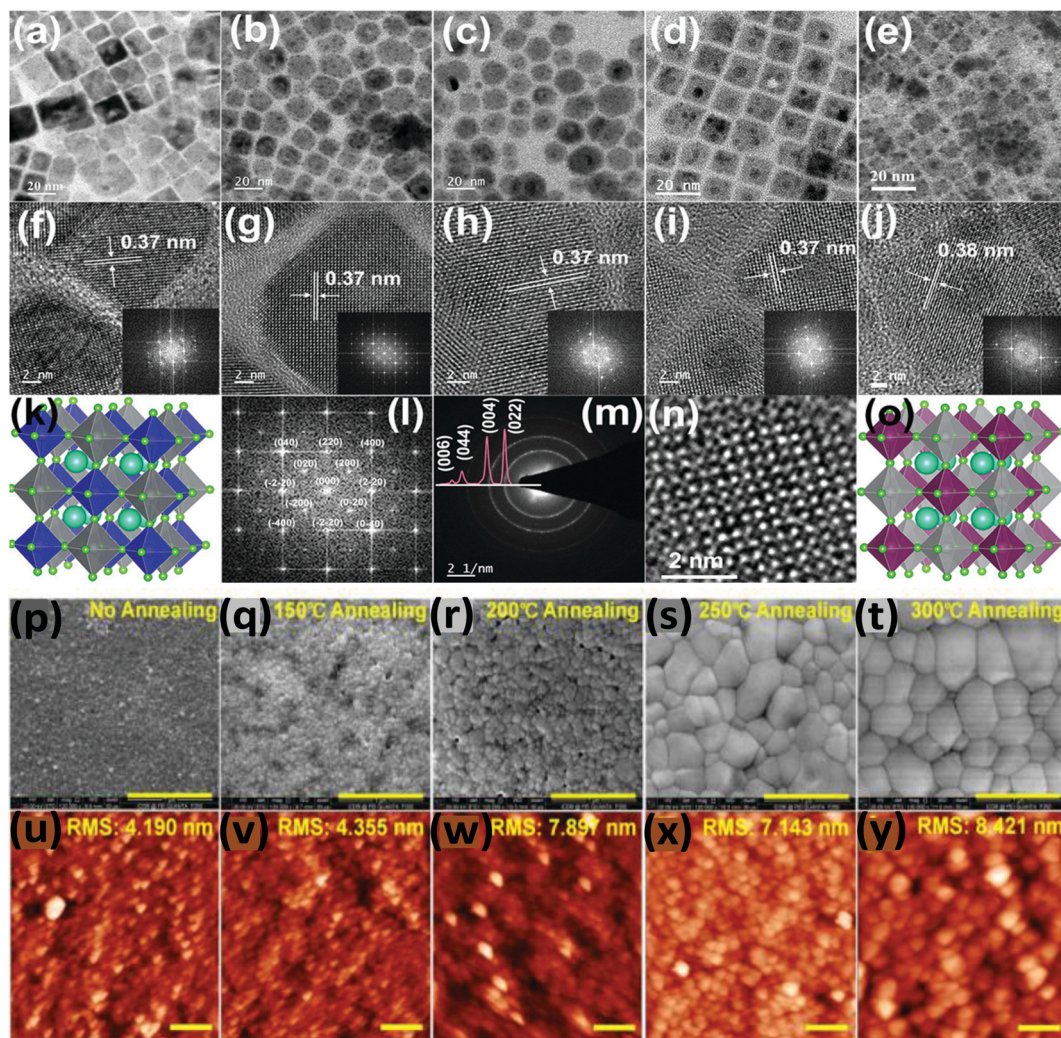 (a) (b) (c) (d) (e)
20 nm 20 nm 20 nm 20 nm 20 nm
(f) (g) (h) (i) (j)
0.37 nm 0.37 nm 0.37 nm 0.37 nm 0.38 nm
2 nm 2 nm 2 nm 2 nm 2 nm
(k) (l) (m) (n) (o)
(040) (220) (400)
(020) (200)
(-2-20) (000) (2-20)
(-200) (0-20)
(-400) (-2-20) (0-40)
(006) (044) (004) (022)
2 1/nm
2 nm
(p) No Annealing
(q) 150°C Annealing
(r) 200°C Annealing
(s) 250°C Annealing
(t) 300°C Annealing
(u) RMS: 4.190 nm
(v) RMS: 4.355 nm
(w) RMS: 7.897 nm
(x) RMS: 7.143 nm
(y) RMS: 8.421 nm